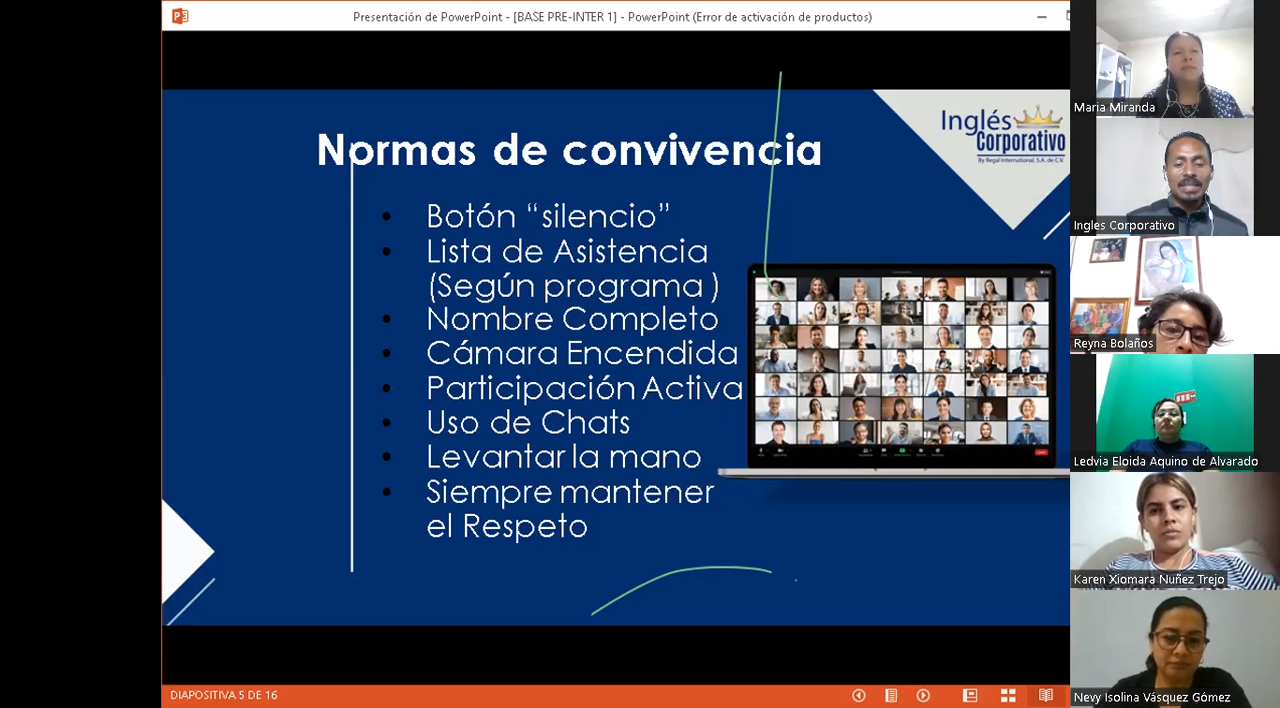 Presentación de PowerPoint - [BASE PRE-INTER 1] - PowerPoint (Error de activación de productos)
Normas de convivencia
Inglés
Corporativo
By Regal International, S.A. de C.V.
• Botón “silencio”
• Lista de Asistencia
(Según programa )
• Nombre Completo
• Cámara Encendida
• Participación Activa
• Uso de Chats
• Levantar la mano
• Siempre mantener
el Respeto
DIAPOSITIVA 5 DE 16
Maria Miranda
Ingles Corporativo
Reyna Bolaños
Ledvia Eloida Aquino de Alvarado
Karen Xiomara Nuñez Trejo
Nevy Isolina Vásquez Gómez